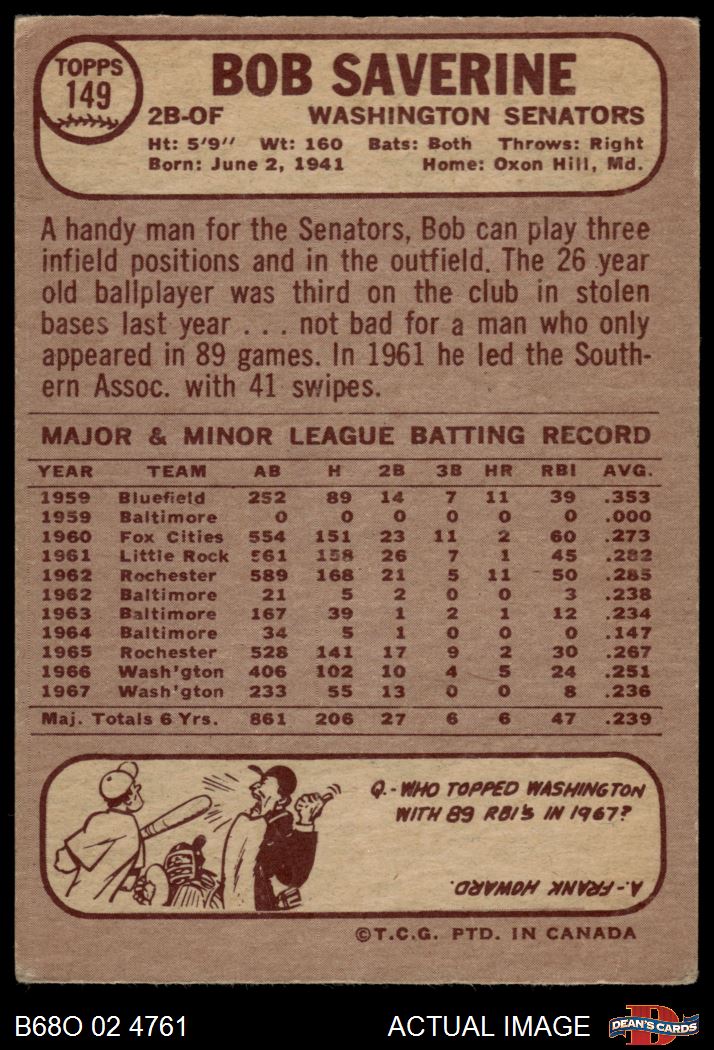 TOPPS
149
BOB SAVERINE
2B-OF WASHINGTON SENATORS
Ht: 5'9" Wt: 160 Bats: Both Throws: Right
Born: June 2, 1941 Home: Oxon Hill, Md.
A handy man for the Senators, Bob can play three
infield positions and in the outfield. The 26 year
old ballplayer was third on the club in stolen
bases last year . . . not bad for a man who only
appeared in 89 games. In 1961 he led the South-
ern Assoc. with 41 swipes.
MAJOR & MINOR LEAGUE BATTING RECORD
YEAR TEAM AB H 2B 3B HR RBI AVG.
1959 Bluefield 252 89 14 7 11 39 .353
1959 Baltimore 0 0 0 0 0 0 .000
1960 Fox Cities 554 151 23 11 2 60 .273
1961 Little Rock 561 158 26 7 1 45 .282
1962 Rochester 589 168 21 5 11 50 .285
1962 Baltimore 21 5 2 0 0 3 .238
1963 Baltimore 167 39 1 2 1 12 .234
1964 Baltimore 34 5 1 0 0 0 .147
1965 Rochester 528 141 17 9 2 30 .267
1966 Wash'gton 406 102 10 4 5 24 .251
1967 Wash'gton 233 55 13 0 0 8 .236
Maj. Totals 6 Yrs. 861 206 27 6 6 47 .239
Q.-WHO TOPPED WASHINGTON
WITH 89 RBI'S IN 1967?
A.-FRANK HOWARD.
©T.C.G. PTD. IN CANADA
B68O 02 4761 ACTUAL IMAGE
D
DEAN'S CARDS